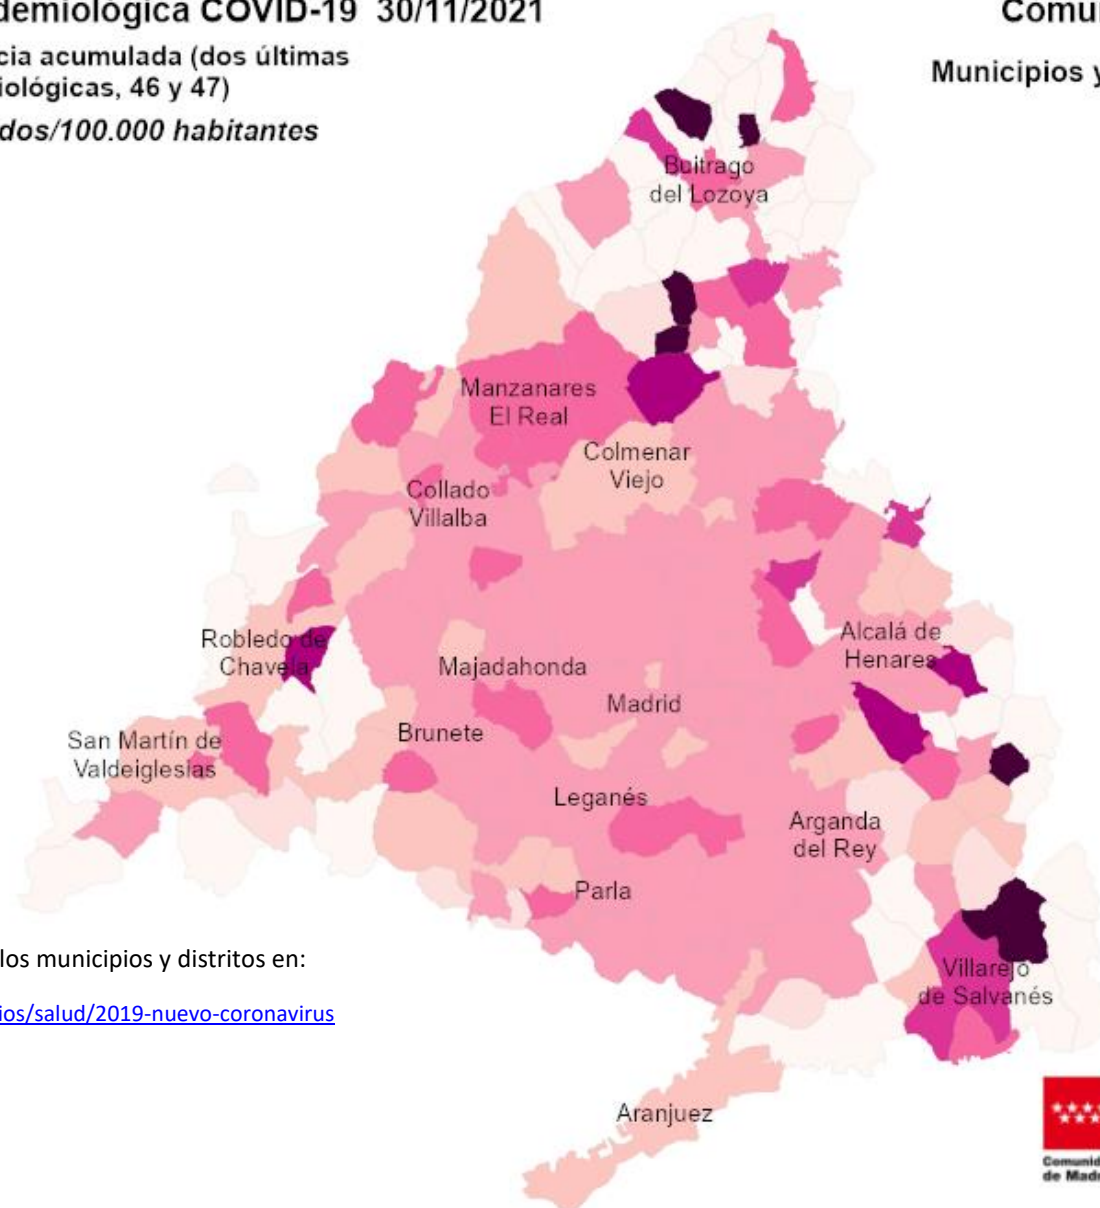 demiológica COVID-19 30/11/2021
cia acumulada (dos últimas
iológicas, 46 y 47)
dos/100.000 habitantes
Comu
Municipios y
Buitrago
del Lozoya
Manzanares
El Real
Colmenar
Viejo
Collado
Villalba
Robledo de
Chavela
Majadahonda
Alcalá de
Henares
Madrid
San Martín de
Valdeiglesias
Brunete
Leganés
Arganda
del Rey
Parla
los municipios y distritos en:
Villarejo
de Salvanés
ios/salud/2019-nuevo-coronavirus
Aranjuez
Comunid
de Madr